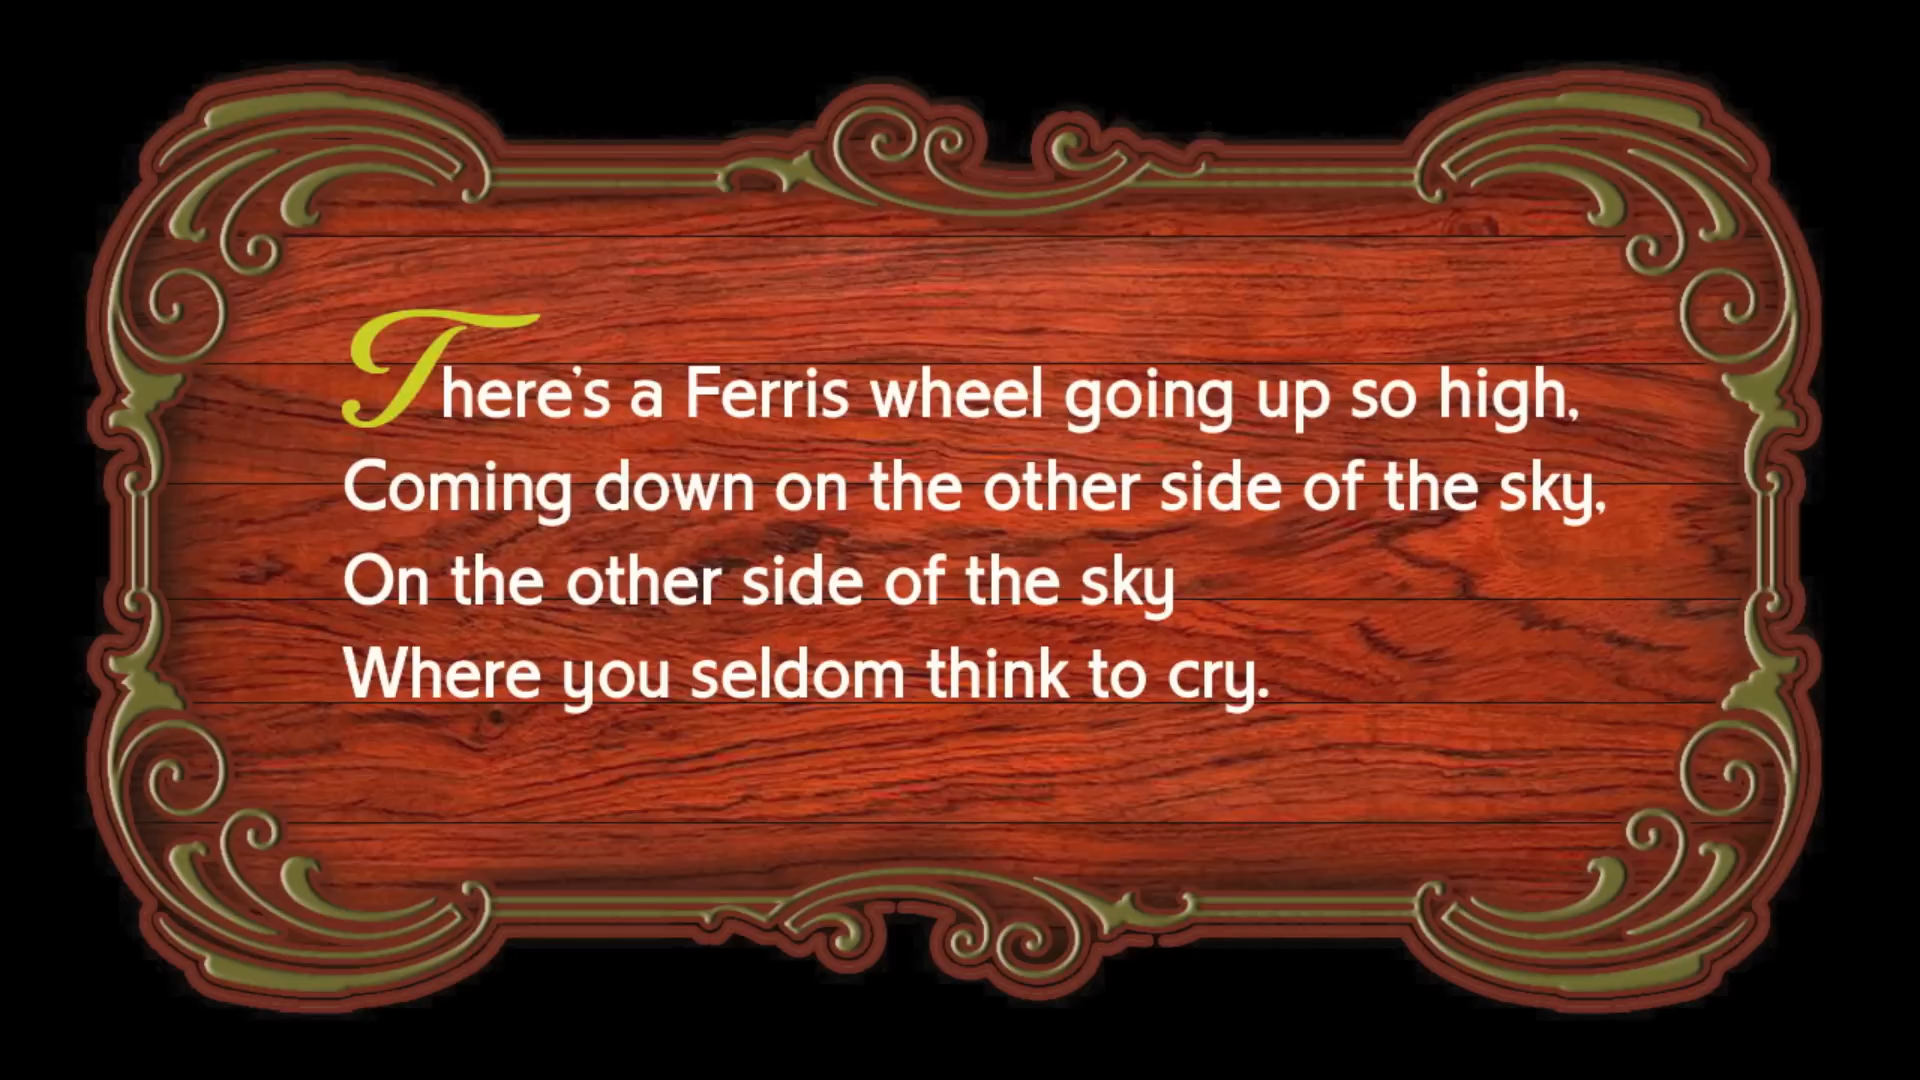 There's a Ferris wheel going up so high,
Coming down on the other side of the sky,
On the other side of the sky
Where you seldom think to cry.